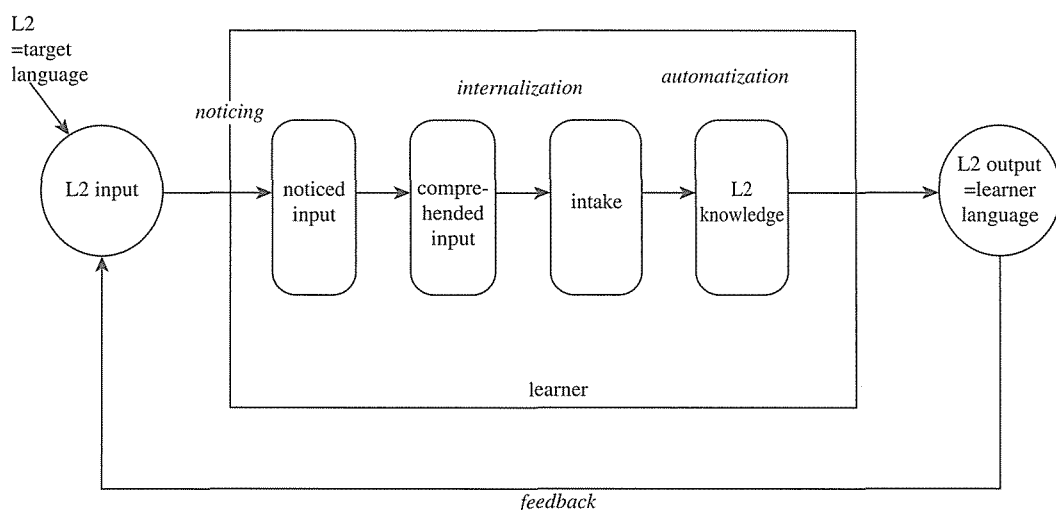 L2
=target
language
noticing
internalization
automatization
L2 input
noticed
input
compre-
hended
input
intake
L2
knowledge
L2 output
=learner
language
learner
feedback